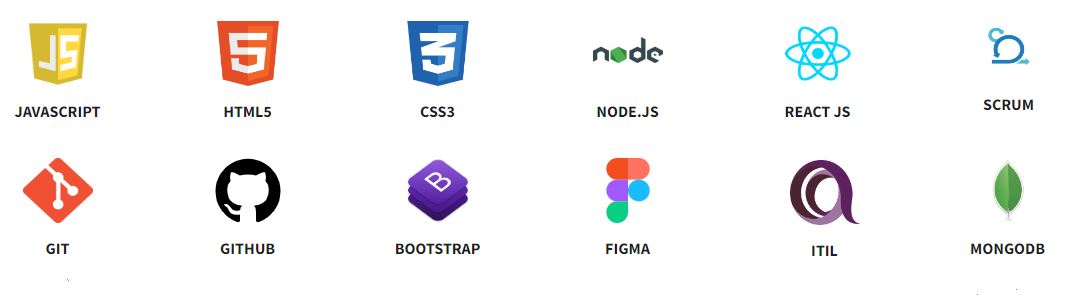 JS
5
3
node
JAVASCRIPT
HTML5
CSS3
NODE.JS
REACT JS
SCRUM
B
GIT
GITHUB
BOOTSTRAP
FIGMA
ITIL
MONGODB